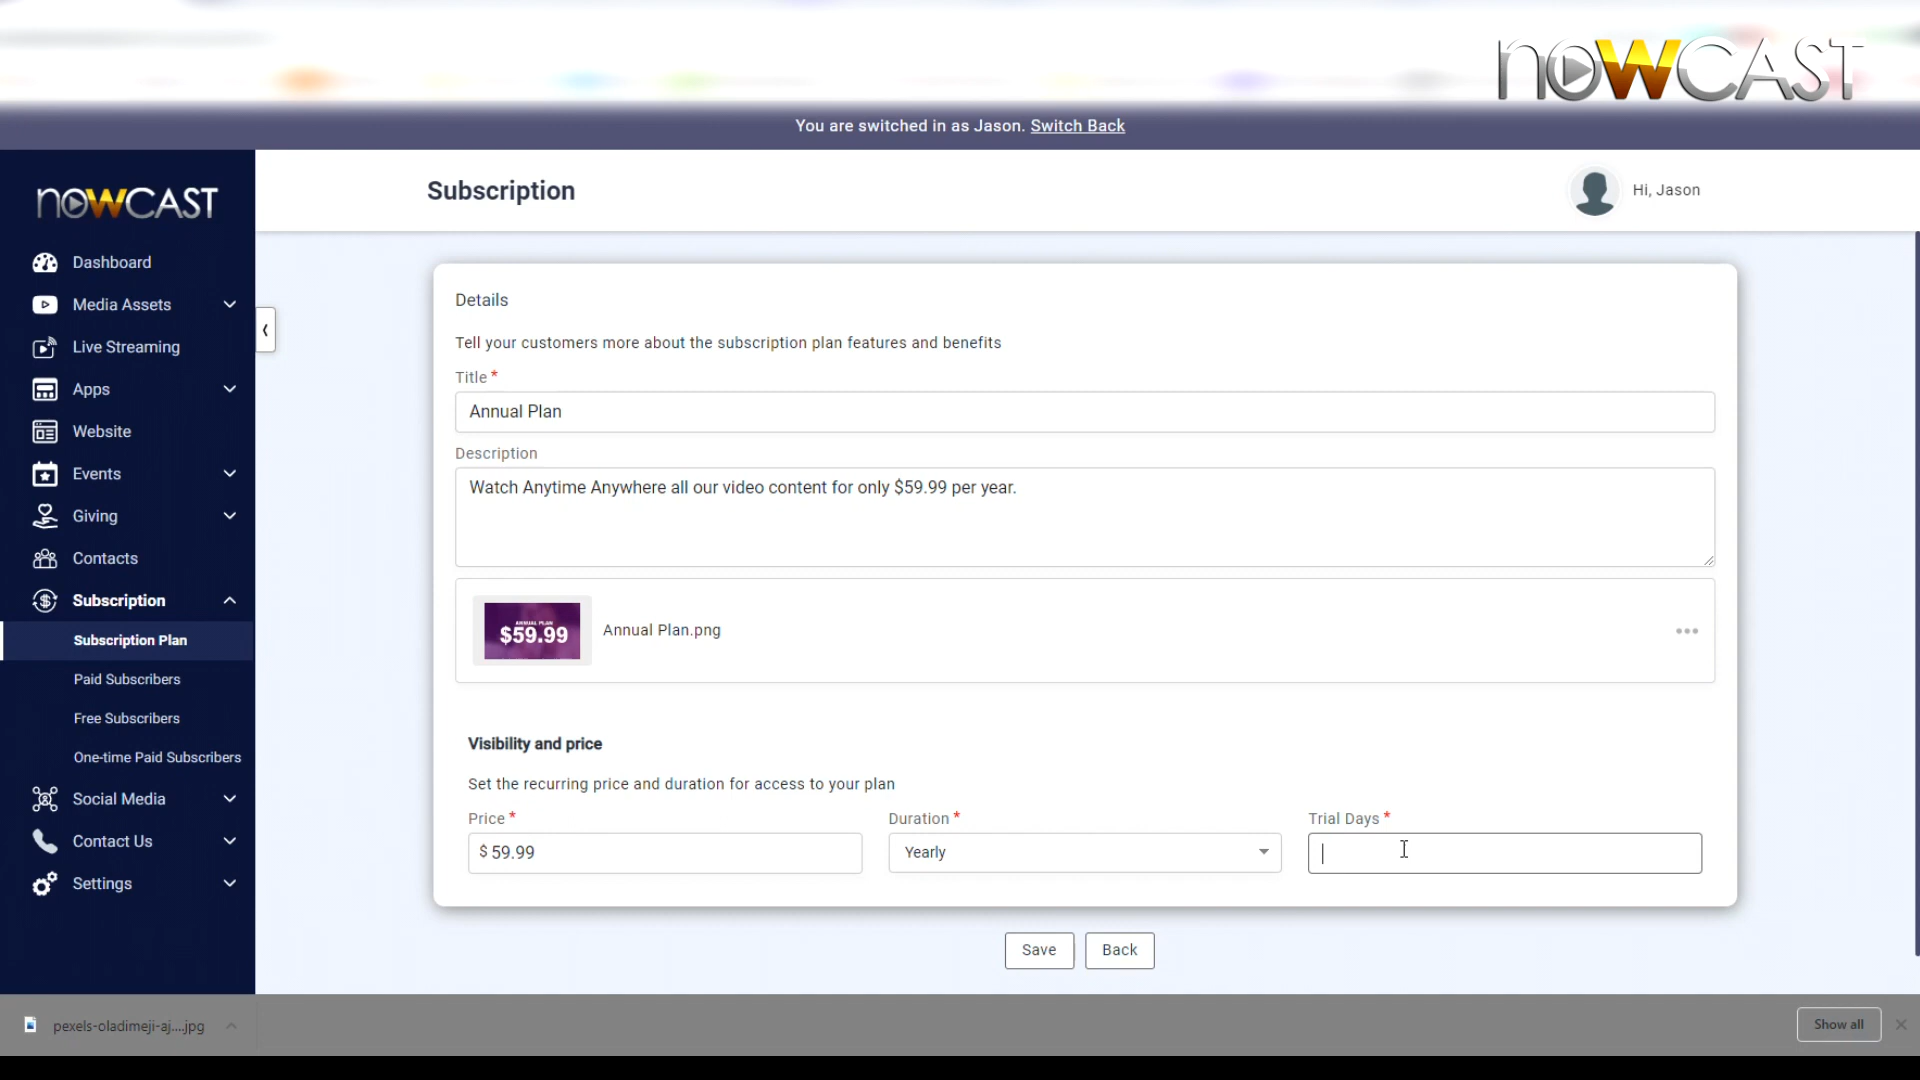 nowCAST
You are switched in as Jason. Switch Back
nowCAST
Subscription
Hi, Jason
Dashboard
Media Assets
Live Streaming
Apps
Website
Events
Giving
Contacts
Subscription
Subscription Plan
Paid Subscribers
Free Subscribers
One-time Paid Subscribers
Social Media
Contact Us
Settings
Details
Tell your customers more about the subscription plan features and benefits
Title *
Annual Plan
Description
Watch Anytime Anywhere all our video content for only $59.99 per year.
ANNUAL PLAN
$59.99
Annual Plan.png
Visibility and price
Set the recurring price and duration for access to your plan
Price *
$ 59.99
Duration *
Yearly
Trial Days *
Save
Back
pexels-oladimeji-aj....jpg
Show all